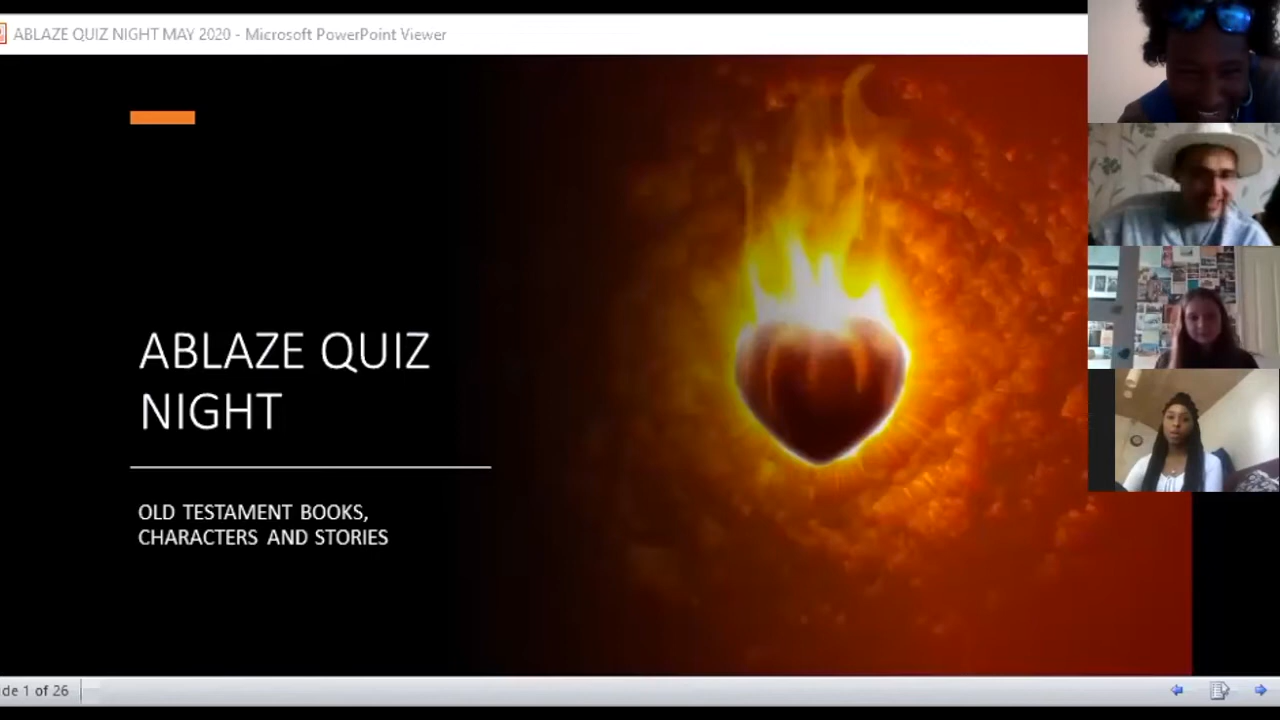 ABLAZE QUIZ NIGHT MAY 2020 - Microsoft PowerPoint Viewer
ABLAZE QUIZ
NIGHT
OLD TESTAMENT BOOKS,
CHARACTERS AND STORIES
de 1 of 26